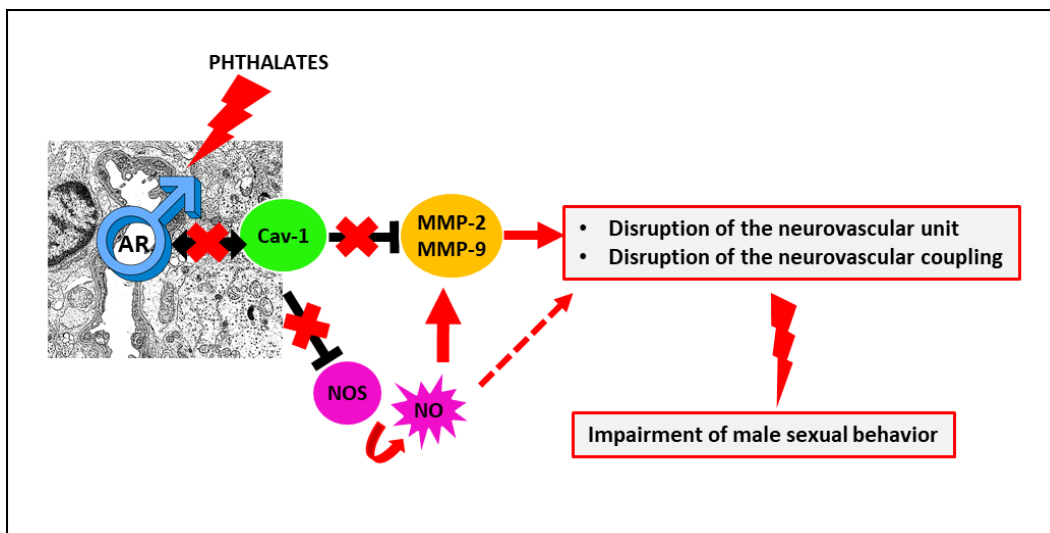 PHTHALATES
AR
Cav-1
MMP-2
MMP-9
• Disruption of the neurovascular unit
• Disruption of the neurovascular coupling
NOS
NO
Impairment of male sexual behavior